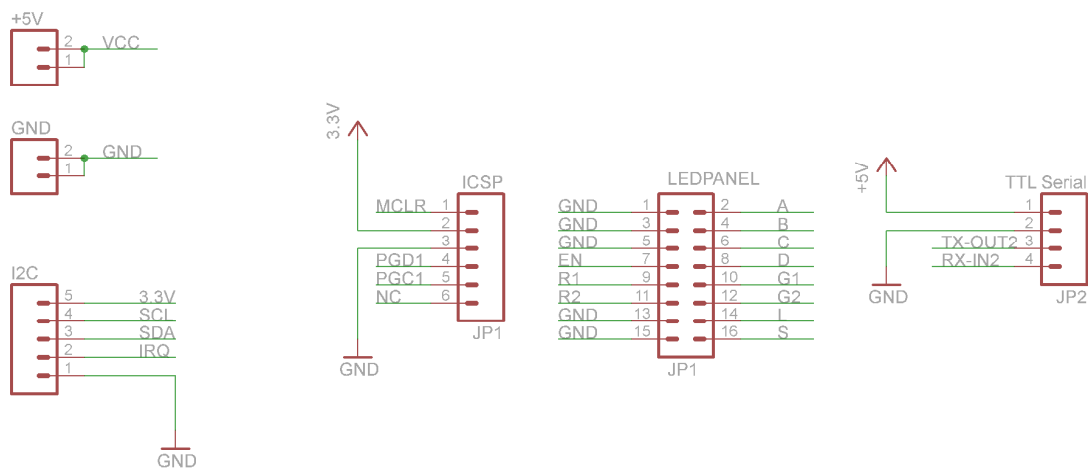 +5V
2 VCC
1
GND
2 GND
1
I2C
5 3.3V
4 SCL
3 SDA
2 IRQ
1
GND
3.3V
ICSP
MCLR 1
2
3
PGD1 4
PGC1 5
NC 6
JP1
GND
LEDPANEL
GND 1 2 A
GND 3 4 B
GND 5 6 C
EN 7 8 D
R1 9 10 G1
R2 11 12 G2
GND 13 14 L
GND 15 16 S
JP1
+5V
TTL Serial
1
2
TX-OUT2 3
RX-IN2 4
GND
JP2